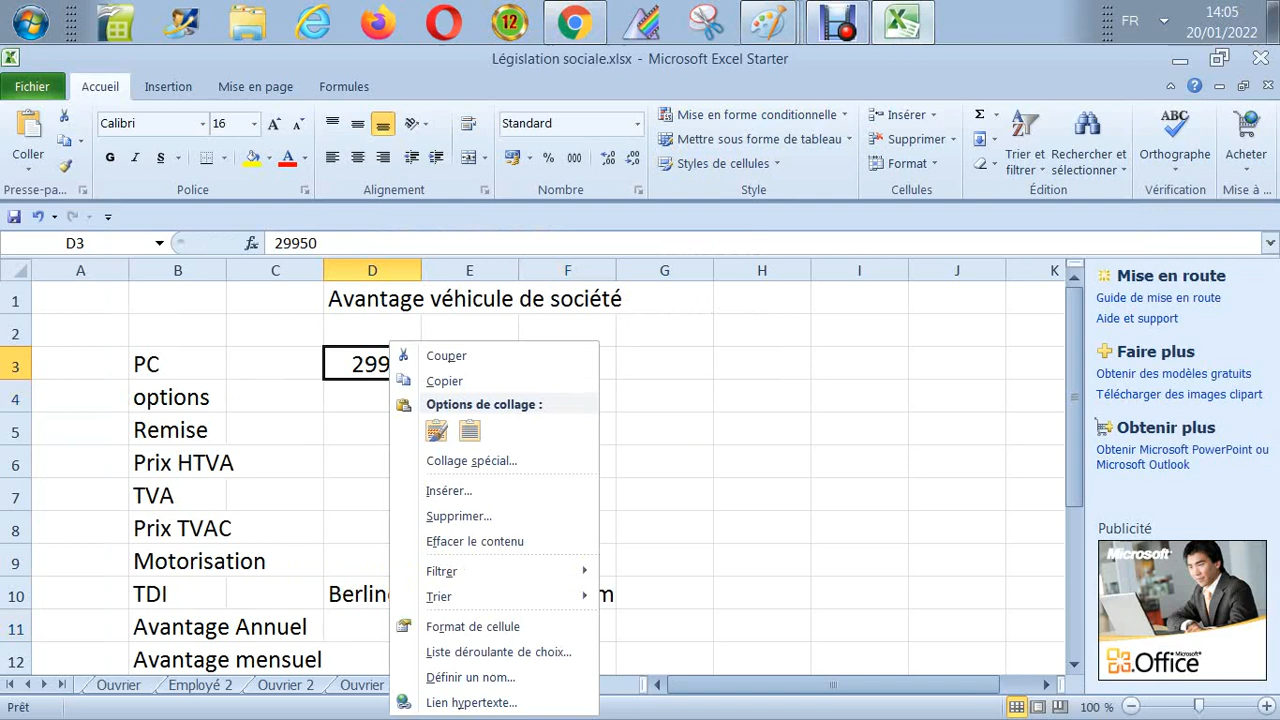 12
FR
14:05
20/01/2022
Législation sociale.xlsx - Microsoft Excel Starter
Fichier
Accueil
Insertion
Mise en page
Formules
Coller
Calibri
16
A
A
G
I
S
A
Standard
%
000
Mise en forme conditionnelle
Mettre sous forme de tableau
Styles de cellules
Insérer
Supprimer
Format
Σ
Trier et filtrer
Rechercher et sélectionner
ABC
Orthographe
Acheter
Presse-pa...
Police
Alignement
Nombre
Style
Cellules
Édition
Vérification
Mise à ...
D3
fx
29950
A B C D E F G H I J K
1 Avantage véhicule de société
2
3 PC 299
4 options
5 Remise
6 Prix HTVA
7 TVA
8 Prix TVAC
9 Motorisation
10 TDI Berlin m
11 Avantage Annuel
12 Avantage mensuel
Couper
Copier
Options de collage :
Collage spécial...
Insérer...
Supprimer...
Effacer le contenu
Filtrer
Trier
Format de cellule
Liste déroulante de choix...
Définir un nom...
Lien hypertexte...
Mise en route
Guide de mise en route
Aide et support
Faire plus
Obtenir des modèles gratuits
Télécharger des images clipart
Obtenir plus
Obtenir Microsoft PowerPoint ou
Microsoft Outlook
Publicité
Microsoft
Office
Ouvrier
Employé 2
Ouvrier 2
Ouvrier
Prêt
100 %